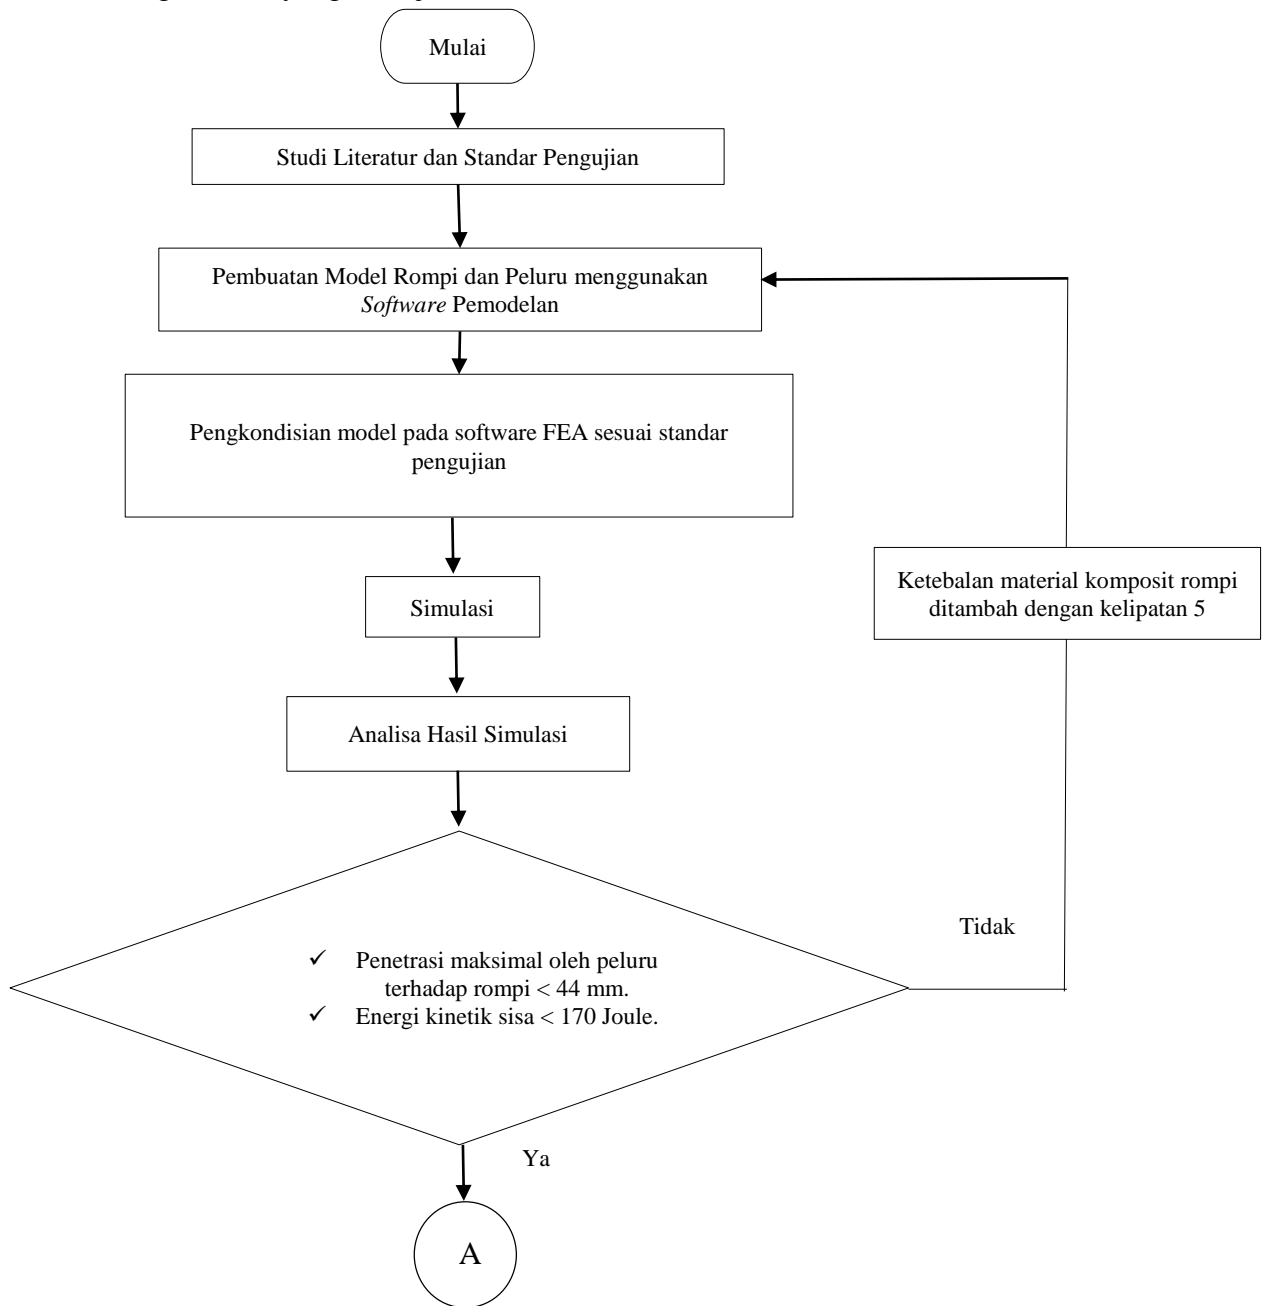 Mulai
Studi Literatur dan Standar Pengujian
Pembuatan Model Rompi dan Peluru menggunakan
Software Pemodelan
Pengkondisian model pada software FEA sesuai standar
pengujian
Ketebalan material komposit rompi
ditambah dengan kelipatan 5
Simulasi
Analisa Hasil Simulasi
Tidak
✓ Penetrasi maksimal oleh peluru
terhadap rompi < 44 mm.
✓ Energi kinetik sisa < 170 Joule.
Ya
A